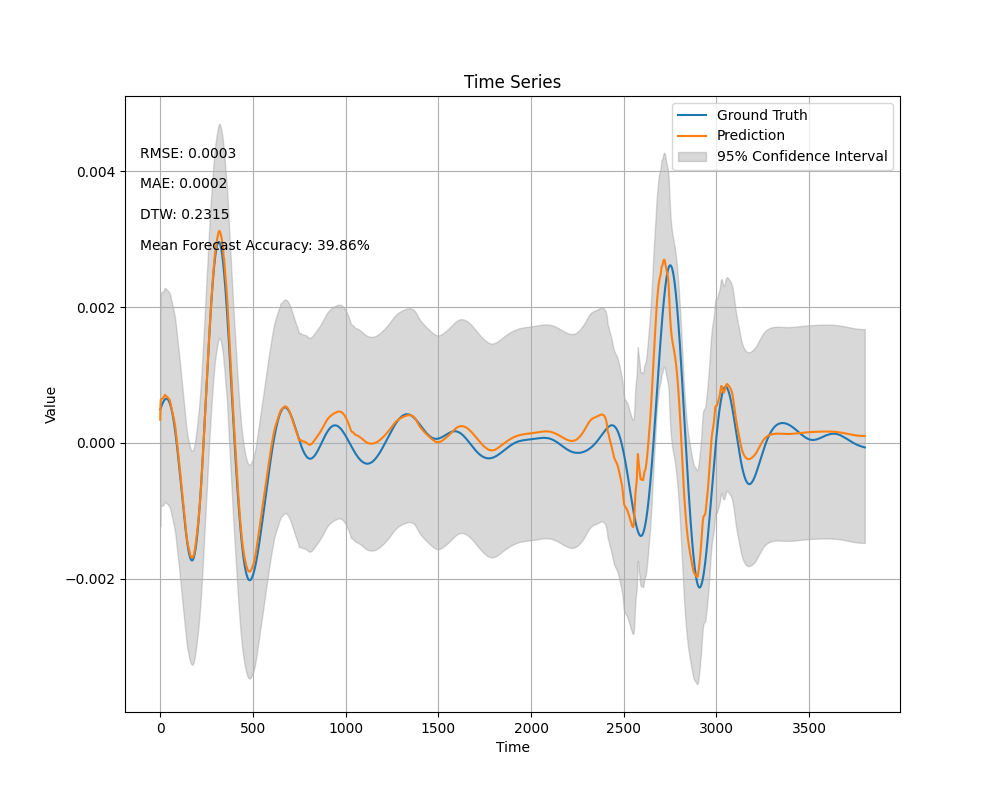 Time Series
Ground Truth
Prediction
95% Confidence Interval
RMSE: 0.0003
MAE: 0.0002
DTW: 0.2315
Mean Forecast Accuracy: 39.86%
Value
0.004
0.002
0.000
−0.002
0 500 1000 1500 2000 2500 3000 3500
Time